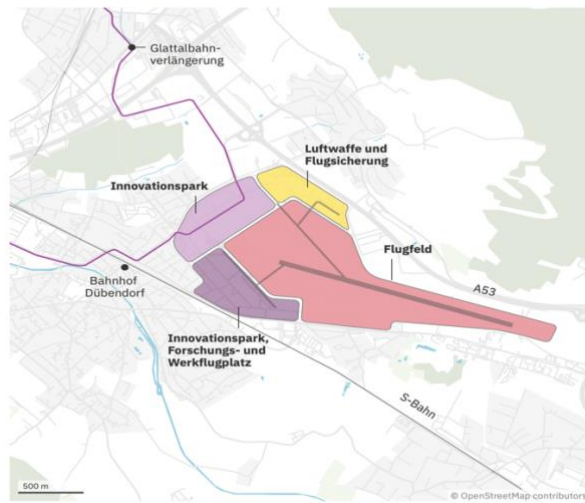 Glattalbahn-
verlängerung
Luftwaffe und
Flugsicherung
Innovationspark
Flugfeld
A53
Bahnhof
Dübendorf
Innovationspark,
Forschungs- und
Werkflugplatz
S-Bahn
500 m
© OpenStreetMap contributors